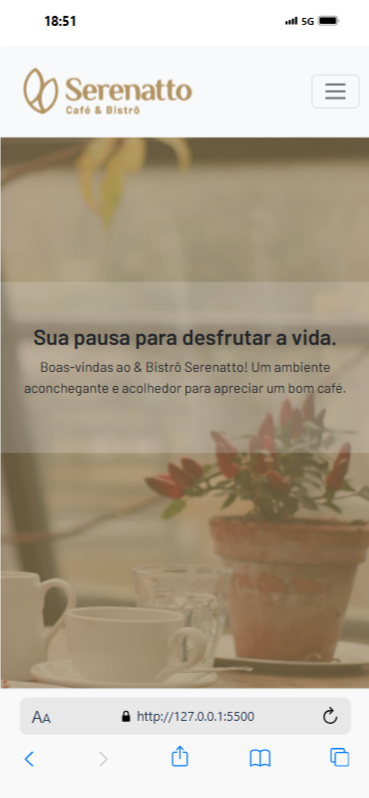 18:51
5G
Serenatto
Café & Bistrô
Sua pausa para desfrutar a vida.
Boas-vindas ao & Bistrô Serenatto! Um ambiente
aconchegante e acolhedor para apreciar um bom café.
AA
http://127.0.0.1:5500